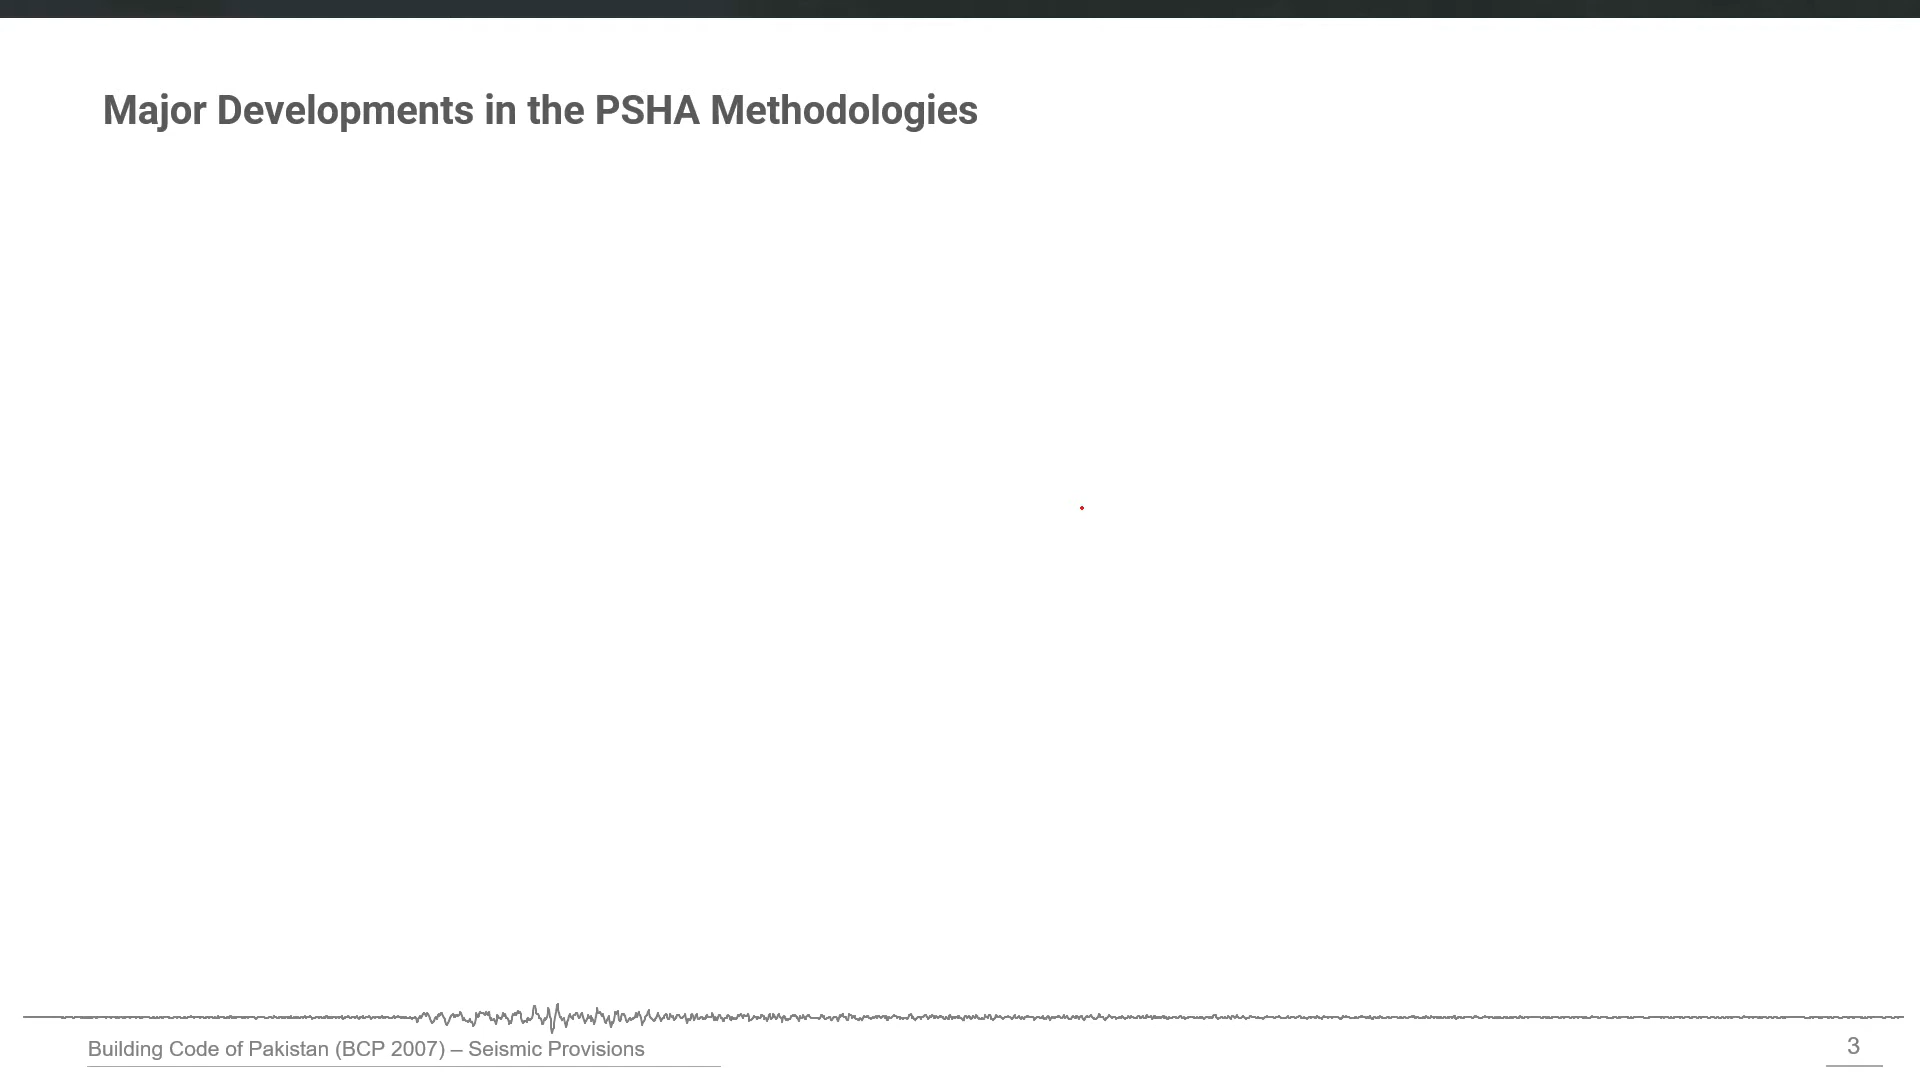 Major Developments in the PSHA Methodologies
Building Code of Pakistan (BCP 2007) – Seismic Provisions
3